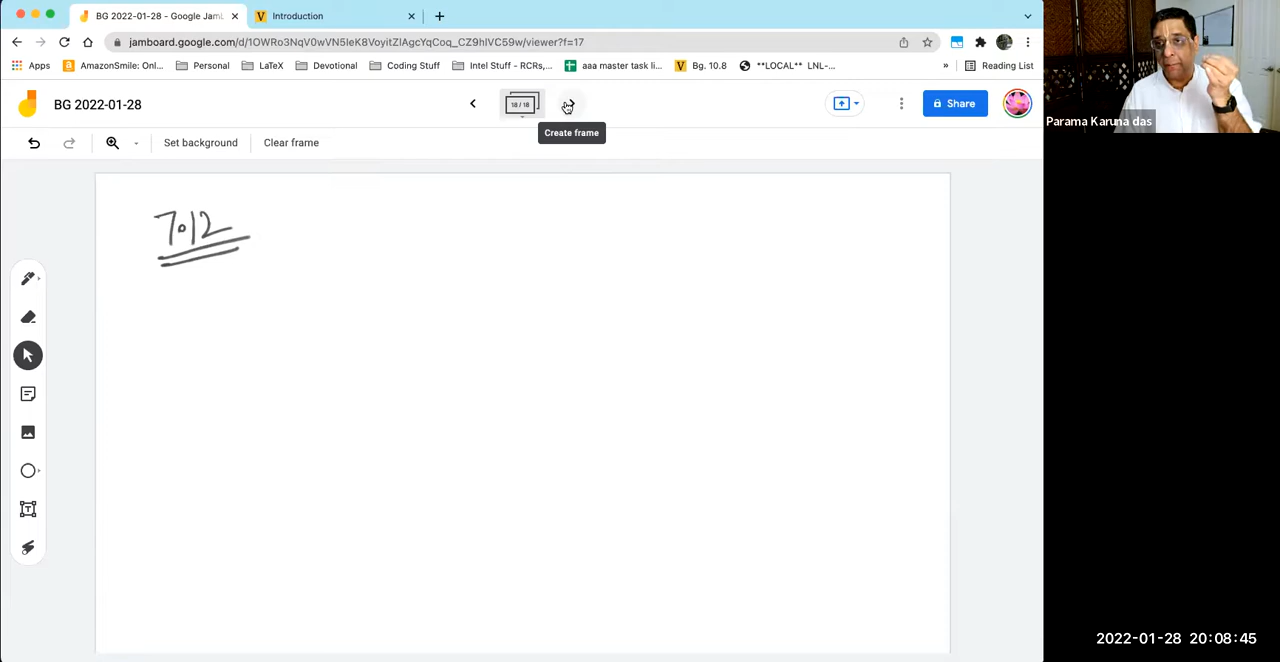 BG 2022-01-28 - Google Jam
Introduction
jamboard.google.com/d/1OWRo3NqV0wVN5leK8VoyitZlAgcYqCoq_CZ9hIVC59w/viewer?f=17
Apps
AmazonSmile: Onl...
Personal
LaTeX
Devotional
Coding Stuff
Intel Stuff - RCRs,...
aaa master task li...
Bg. 10.8
**LOCAL** LNL-...
»
Reading List
BG 2022-01-28
18 / 18
Share
Create frame
Set background
Clear frame
7.12
Parama Karuna das
2022-01-28 20:08:45